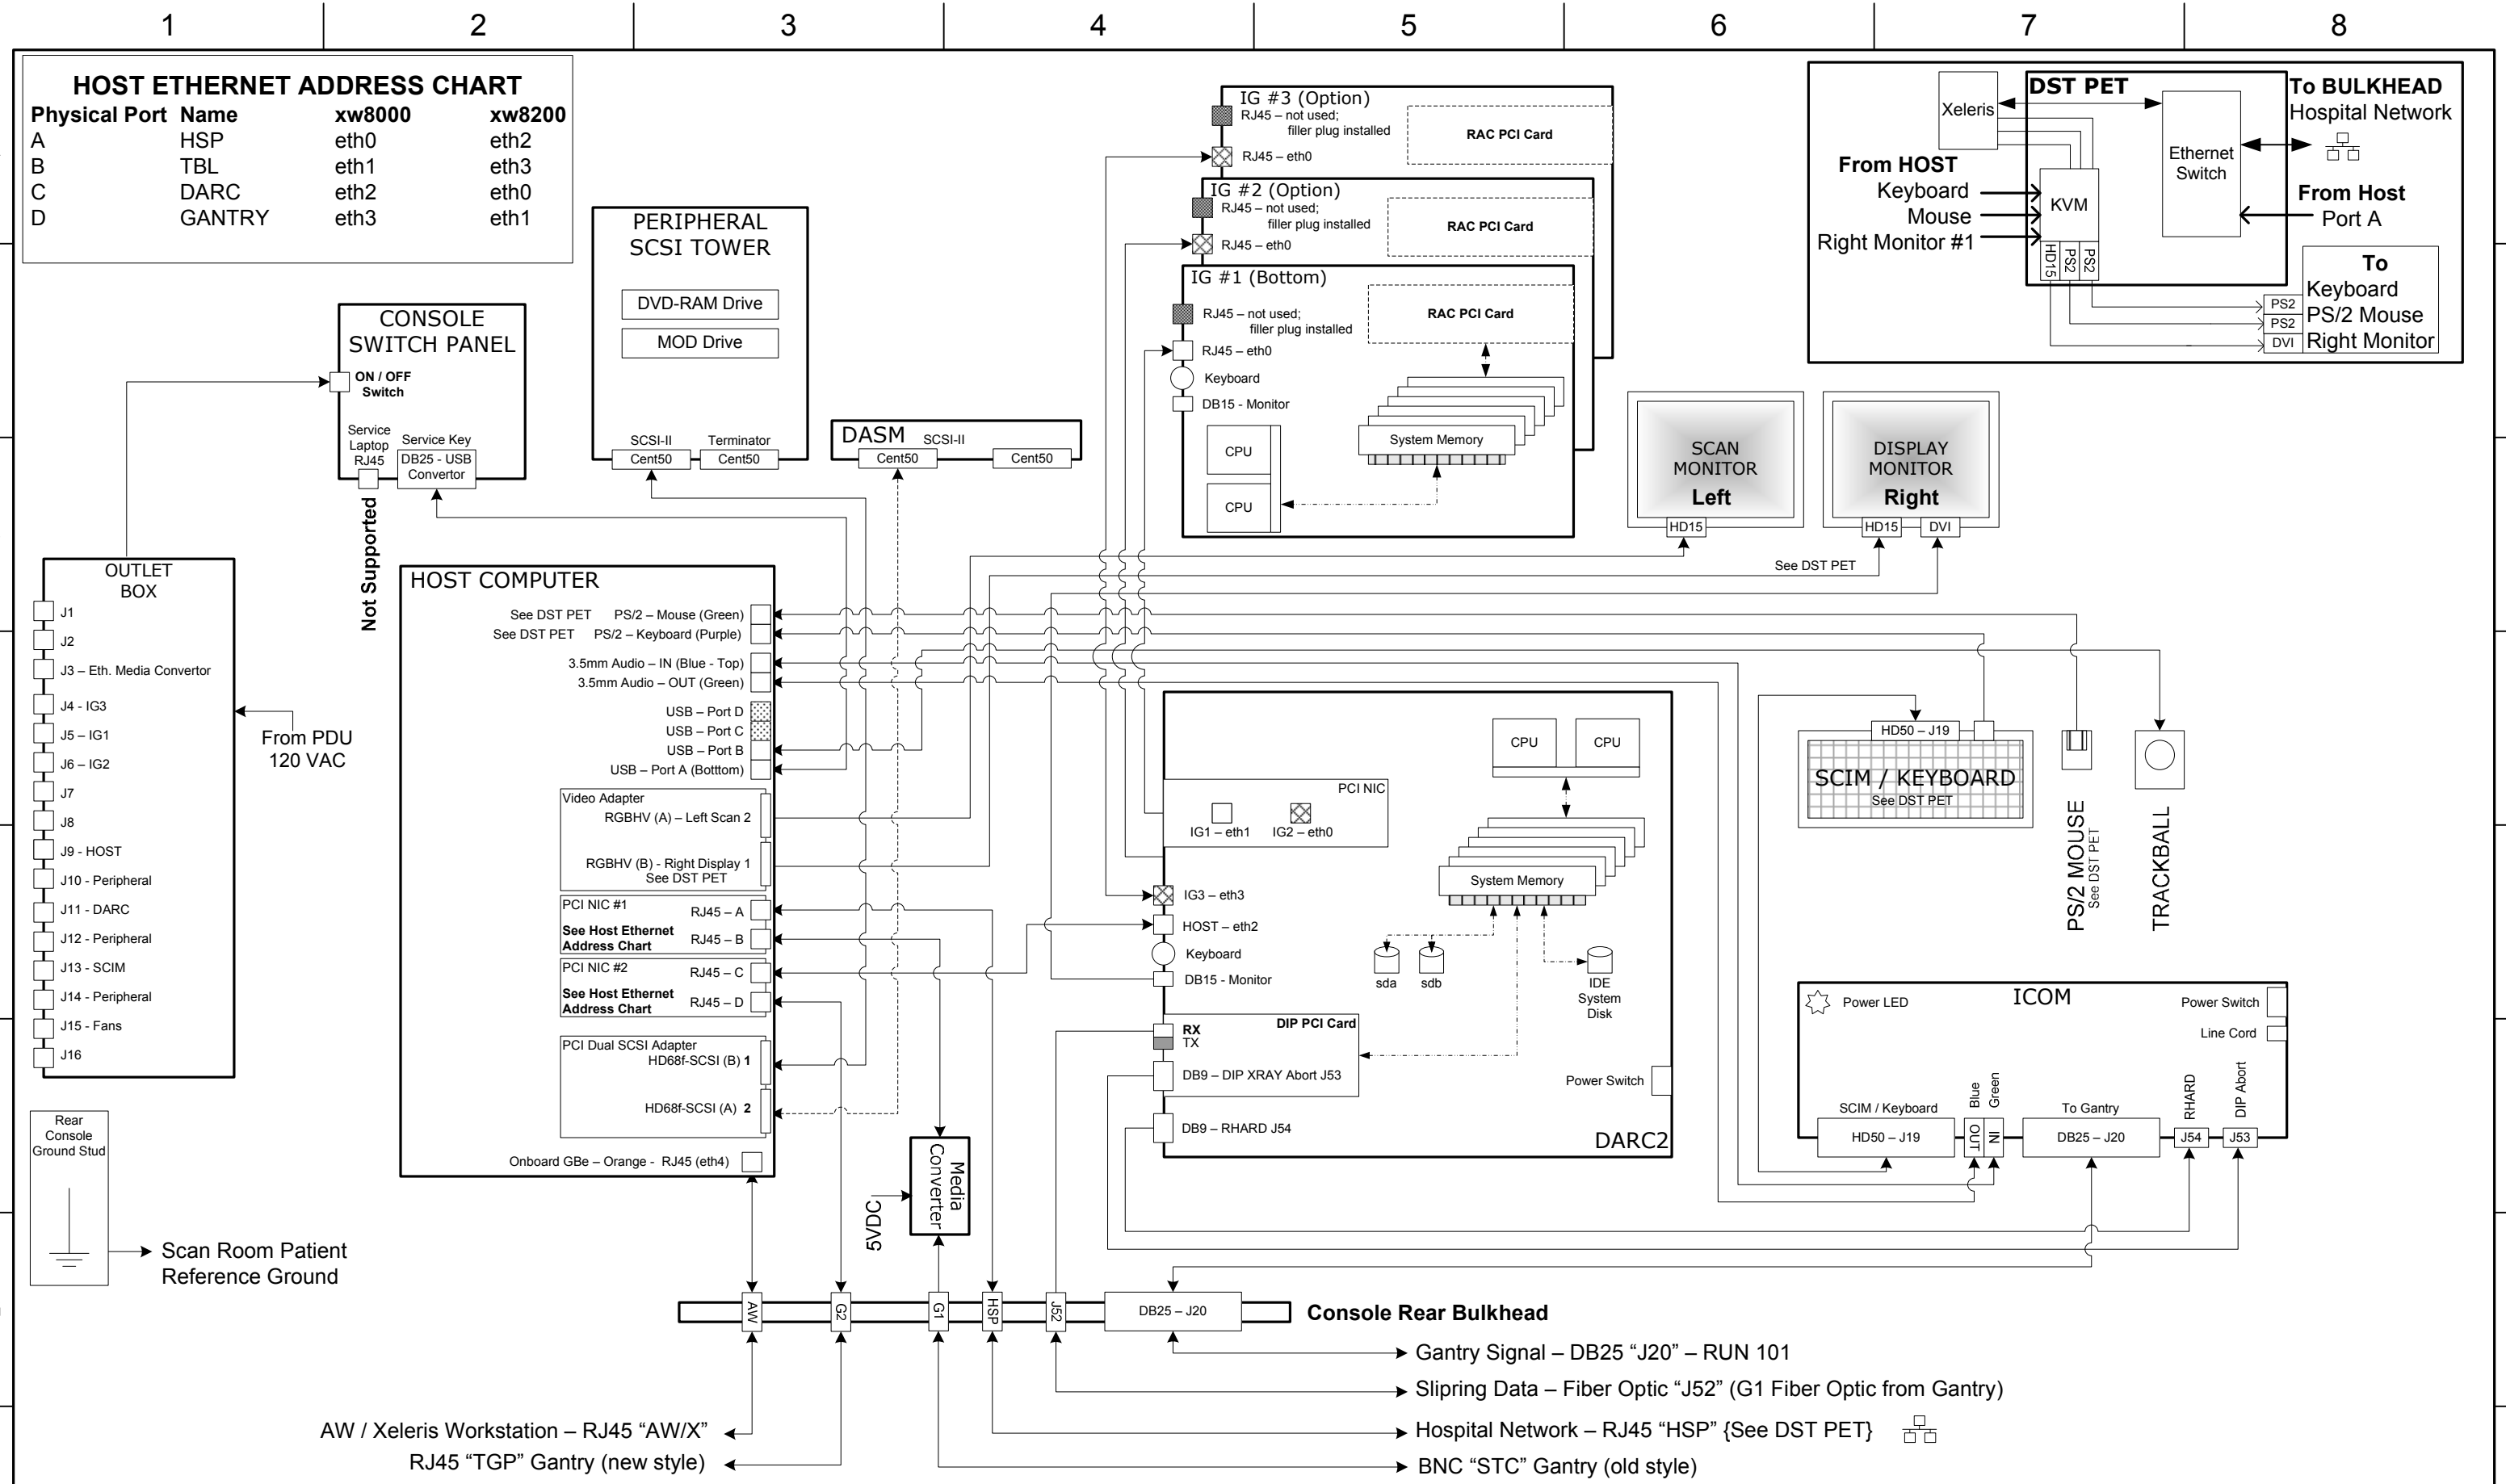 1 2 3 4 5 6 7 8
HOST ETHERNET ADDRESS CHART
Physical Port Name xw8000 xw8200
A HSP eth0 eth2
B TBL eth1 eth3
C DARC eth2 eth0
D GANTRY eth3 eth1
CONSOLE
SWITCH PANEL
ON / OFF
Switch
Service
Laptop
RJ45
Service Key
DB25 - USB
Convertor
Not Supported
PERIPHERAL
SCSI TOWER
DVD-RAM Drive
MOD Drive
SCSI-II
Terminator
Cent50
Cent50
DASM
SCSI-II
Cent50
Cent50
IG #3 (Option)
RJ45 – not used;
filler plug installed
RAC PCI Card
RJ45 – eth0
IG #2 (Option)
RJ45 – not used;
filler plug installed
RAC PCI Card
RJ45 – eth0
IG #1 (Bottom)
RJ45 – not used;
filler plug installed
RAC PCI Card
RJ45 – eth0
Keyboard
DB15 - Monitor
CPU
CPU
System Memory
Xeleris
DST PET
To BULKHEAD
Hospital Network
Ethernet
Switch
From HOST
Keyboard
Mouse
Right Monitor #1
KVM
HD15
PS2
PS2
From Host
Port A
To
Keyboard
PS/2 Mouse
Right Monitor
PS2
PS2
DVI
SCAN
MONITOR
Left
HD15
DISPLAY
MONITOR
Right
HD15
DVI
See DST PET
OUTLET
BOX
J1
J2
J3 – Eth. Media Convertor
J4 - IG3
J5 – IG1
J6 – IG2
J7
J8
J9 - HOST
J10 - Peripheral
J11 - DARC
J12 - Peripheral
J13 - SCIM
J14 - Peripheral
J15 - Fans
J16
From PDU
120 VAC
HOST COMPUTER
See DST PET PS/2 – Mouse (Green)
See DST PET PS/2 – Keyboard (Purple)
3.5mm Audio – IN (Blue - Top)
3.5mm Audio – OUT (Green)
USB – Port D
USB – Port C
USB – Port B
USB – Port A (Botttom)
Video Adapter
RGBHV (A) – Left Scan 2
RGBHV (B) - Right Display 1
See DST PET
PCI NIC #1
RJ45 – A
See Host Ethernet
Address Chart
RJ45 – B
PCI NIC #2
RJ45 – C
See Host Ethernet
Address Chart
RJ45 – D
PCI Dual SCSI Adapter
HD68f-SCSI (B) 1
HD68f-SCSI (A) 2
Onboard GBe – Orange - RJ45 (eth4)
Media
Converter
5VDC
PCI NIC
IG1 – eth1
IG2 – eth0
CPU
CPU
System Memory
IG3 – eth3
HOST – eth2
Keyboard
DB15 - Monitor
sda
sdb
IDE
System
Disk
RX
TX
DIP PCI Card
DB9 – DIP XRAY Abort J53
DB9 – RHARD J54
Power Switch
DARC2
HD50 – J19
SCIM / KEYBOARD
See DST PET
PS/2 MOUSE
See DST PET
TRACKBALL
ICOM
Power LED
Power Switch
Line Cord
SCIM / Keyboard
HD50 – J19
Blue
Green
OUT
IN
To Gantry
DB25 – J20
RHARD
J54
DIP Abort
J53
Rear
Console
Ground Stud
Scan Room Patient
Reference Ground
AW
G2
G1
HSP
J52
DB25 – J20
Console Rear Bulkhead
Gantry Signal – DB25 “J20” – RUN 101
Slipring Data – Fiber Optic “J52” (G1 Fiber Optic from Gantry)
Hospital Network – RJ45 “HSP” {See DST PET}
BNC “STC” Gantry (old style)
AW / Xeleris Workstation – RJ45 “AW/X”
RJ45 “TGP” Gantry (new style)